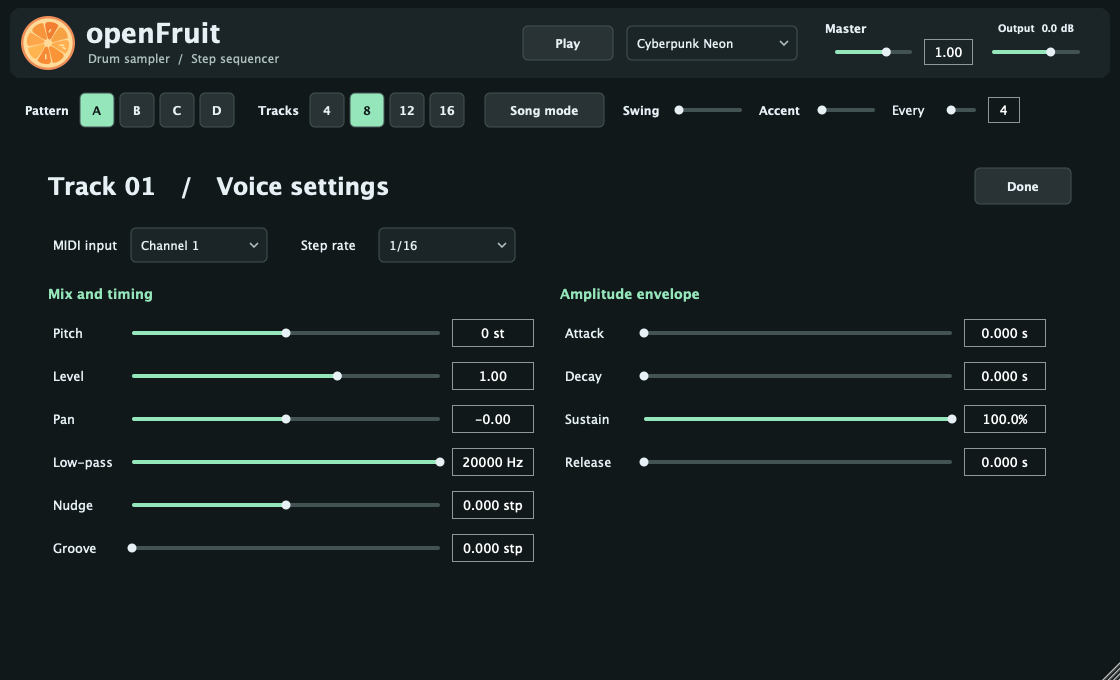 openFruit
Drum sampler / Step sequencer
Play
Cyberpunk Neon
Master
1.00
Output 0.0 dB
Pattern A B C D Tracks 4 8 12 16 Song mode Swing Accent Every 4
Track 01 / Voice settings
Done
MIDI input Channel 1 Step rate 1/16
Mix and timing
Pitch 0 st
Level 1.00
Pan -0.00
Low-pass 20000 Hz
Nudge 0.000 stp
Groove 0.000 stp
Amplitude envelope
Attack 0.000 s
Decay 0.000 s
Sustain 100.0%
Release 0.000 s